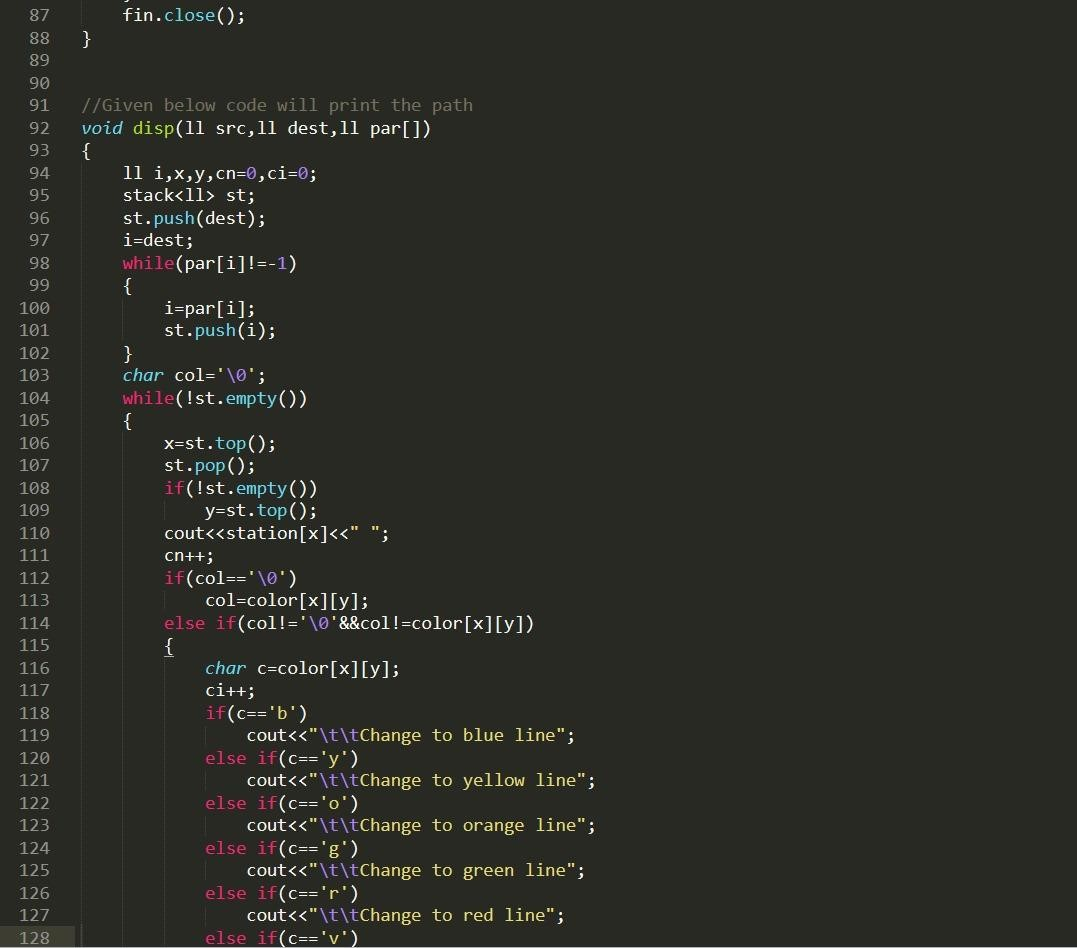 87 fin.close();
88 }
89
90
91 //Given below code will print the path
92 void disp(ll src,ll dest,ll par[])
93 {
94 ll i,x,y,cn=0,ci=0;
95 stack<ll> st;
96 st.push(dest);
97 i=dest;
98 while(par[i]!=-1)
99 {
100 i=par[i];
101 st.push(i);
102 }
103 char col='\0';
104 while(!st.empty())
105 {
106 x=st.top();
107 st.pop();
108 if(!st.empty())
109 y=st.top();
110 cout<<station[x]<<" ";
111 cn++;
112 if(col=='\0')
113 col=color[x][y];
114 else if(col!='\0'&&col!=color[x][y])
115 {
116 char c=color[x][y];
117 ci++;
118 if(c=='b')
119 cout<<"\t\tChange to blue line";
120 else if(c=='y')
121 cout<<"\t\tChange to yellow line";
122 else if(c=='o')
123 cout<<"\t\tChange to orange line";
124 else if(c=='g')
125 cout<<"\t\tChange to green line";
126 else if(c=='r')
127 cout<<"\t\tChange to red line";
128 else if(c=='v')